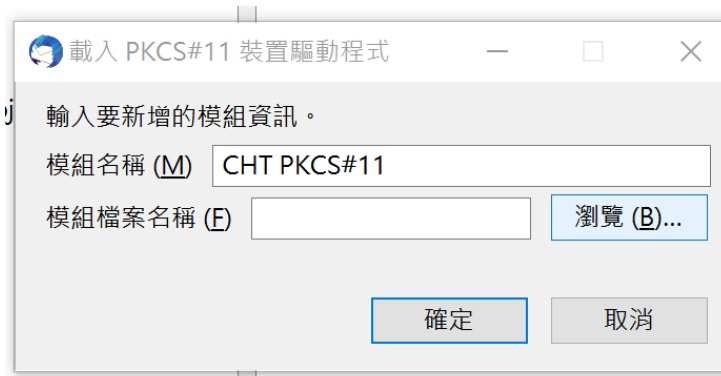 載入 PKCS#11 裝置驅動程式
輸入要新增的模組資訊。
模組名稱 (M) CHT PKCS#11
模組檔案名稱 (F) 瀏覽 (B)...
確定 取消